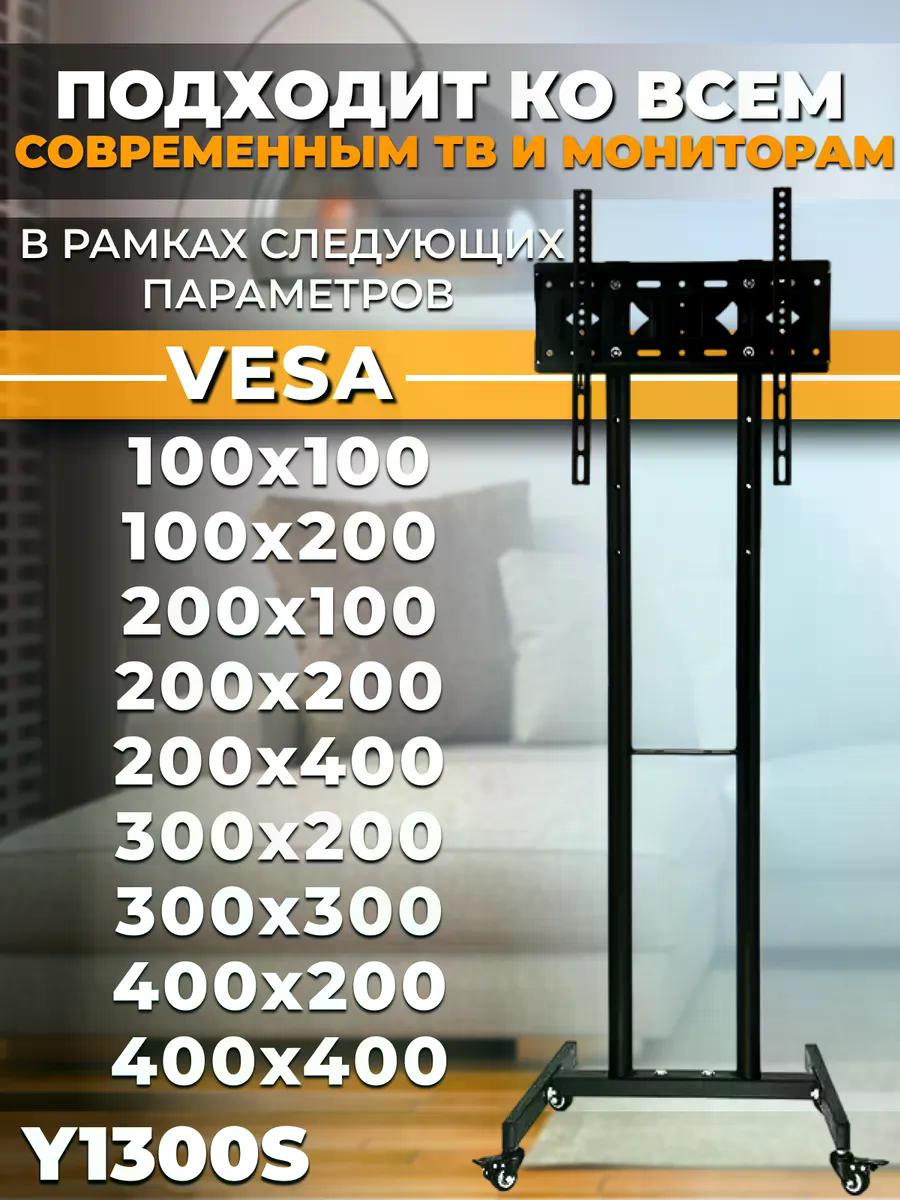 ПОДХОДИТ КО ВСЕМ
СОВРЕМЕННЫМ ТВ И МОНИТОРАМ
В РАМКАХ СЛЕДУЮЩИХ
ПАРАМЕТРОВ
VESA
100x100
100x200
200x100
200x200
200x400
300x200
300x300
400x200
400x400
Y1300S